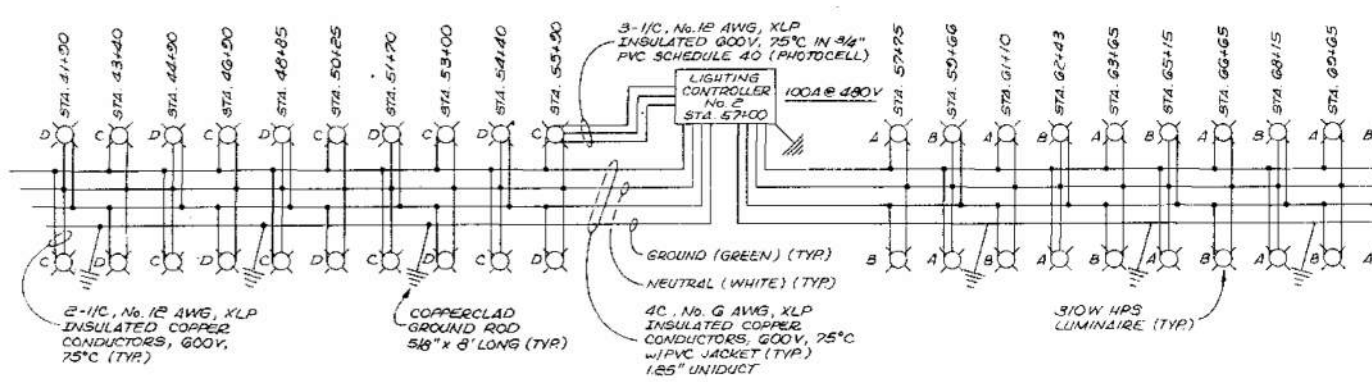 STA. 41+90
STA. 43+40
STA. 44+90
STA. 46+90
STA. 48+85
STA. 50+25
STA. 51+70
STA. 53+00
STA. 54+40
STA. 55+90
3-1/C, No. 12 AWG, XLP
INSULATED 600V, 75°C IN 3/4"
PVC SCHEDULE 40 (PHOTOCELL)
LIGHTING
CONTROLLER
No. 2
STA. 57+00
100A @ 480V
STA. 57+75
STA. 59+66
STA. 61+10
STA. 62+43
STA. 63+65
STA. 65+15
STA. 66+65
STA. 68+15
STA. 69+65
D C D C D C D C D C
A B A B A B A B A B
C D C D C D C D C D
B A B A B A B A B A
GROUND (GREEN) (TYP.)
NEUTRAL (WHITE) (TYP.)
2-1/C, No. 12 AWG, XLP
INSULATED COPPER
CONDUCTORS, 600V,
75°C (TYP.)
COPPERCLAD
GROUND ROD
5/8" x 8' LONG (TYP.)
4C, No. 6 AWG, XLP
INSULATED COPPER
CONDUCTORS, 600V, 75°C
w/PVC JACKET (TYP.)
1.25" UNIDUCT
310W HPS
LUMINAIRE (TYP.)